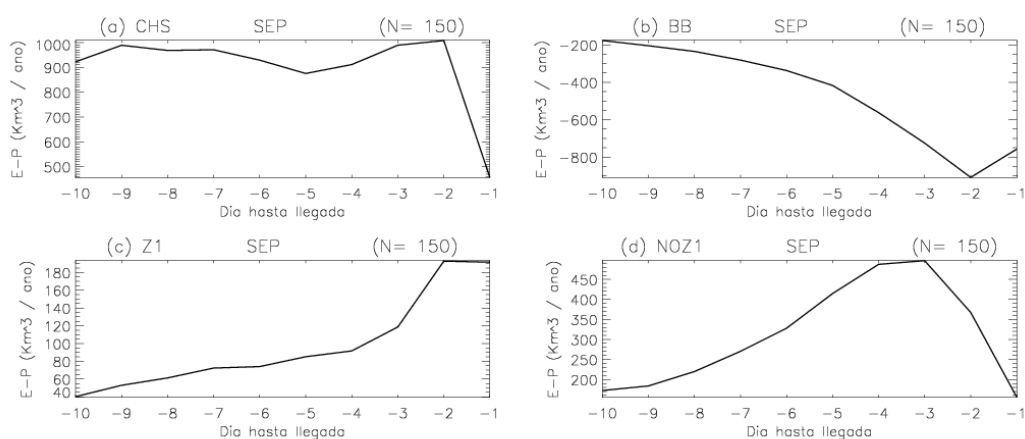 (a) CHS SEP (N= 150)
E-P (Km^3 / ano)
1000
900
800
700
600
500
-10 -9 -8 -7 -6 -5 -4 -3 -2 -1
Dia hasta llegada
(b) BB SEP (N= 150)
E-P (Km^3 / ano)
-200
-400
-600
-800
-10 -9 -8 -7 -6 -5 -4 -3 -2 -1
Dia hasta llegada
(c) Z1 SEP (N= 150)
E-P (Km^3 / ano)
180
160
140
120
100
80
60
40
-10 -9 -8 -7 -6 -5 -4 -3 -2 -1
Dia hasta llegada
(d) NOZ1 SEP (N= 150)
E-P (Km^3 / ano)
450
400
350
300
250
200
-10 -9 -8 -7 -6 -5 -4 -3 -2 -1
Dia hasta llegada